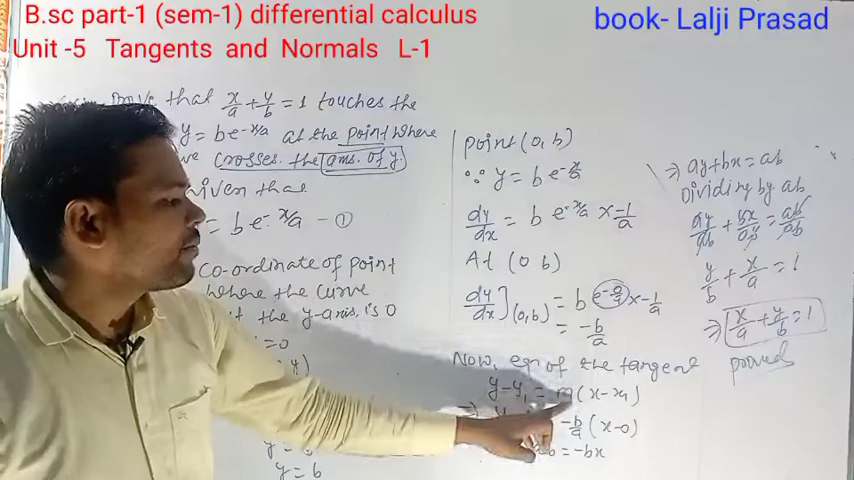 B.sc part-1 (sem-1) differential calculus
book- Lalji Prasad
Unit -5 Tangents and Normals L-1
prove that x/a + y/b = 1 touches the
y = be^-x/a at the point where
crosses the axis of y
given that
= b e^-x/a - ①
Co-ordinate of point
where the curve
the y-axis is 0
= 0
y)
y = b
point (0, b)
∵ y = b e^-x/a
dy/dx = b e^-x/a × -1/a
At (0 b)
dy/dx](0,b) = b e^-0/a × -1/a
= -b/a
Now, eqn of the tangent
y-y₁ = m(x-x₁)
⇒ -b/a (x-0)
= -bx
⇒ ay+bx = ab
Dividing by ab
ay/ab + bx/ab = ab/ab
y/b + x/a = 1
⇒ x/a + y/b = 1
proved